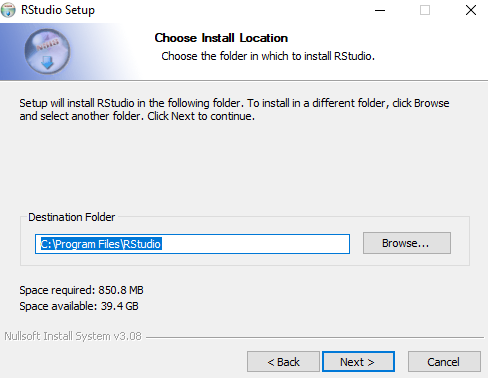 RStudio Setup
Choose Install Location
Choose the folder in which to install RStudio.
Setup will install RStudio in the following folder. To install in a different folder, click Browse
and select another folder. Click Next to continue.
Destination Folder
C:\Program Files\RStudio
Browse...
Space required: 850.8 MB
Space available: 39.4 GB
Nullsoft Install System v3.08
< Back
Next >
Cancel